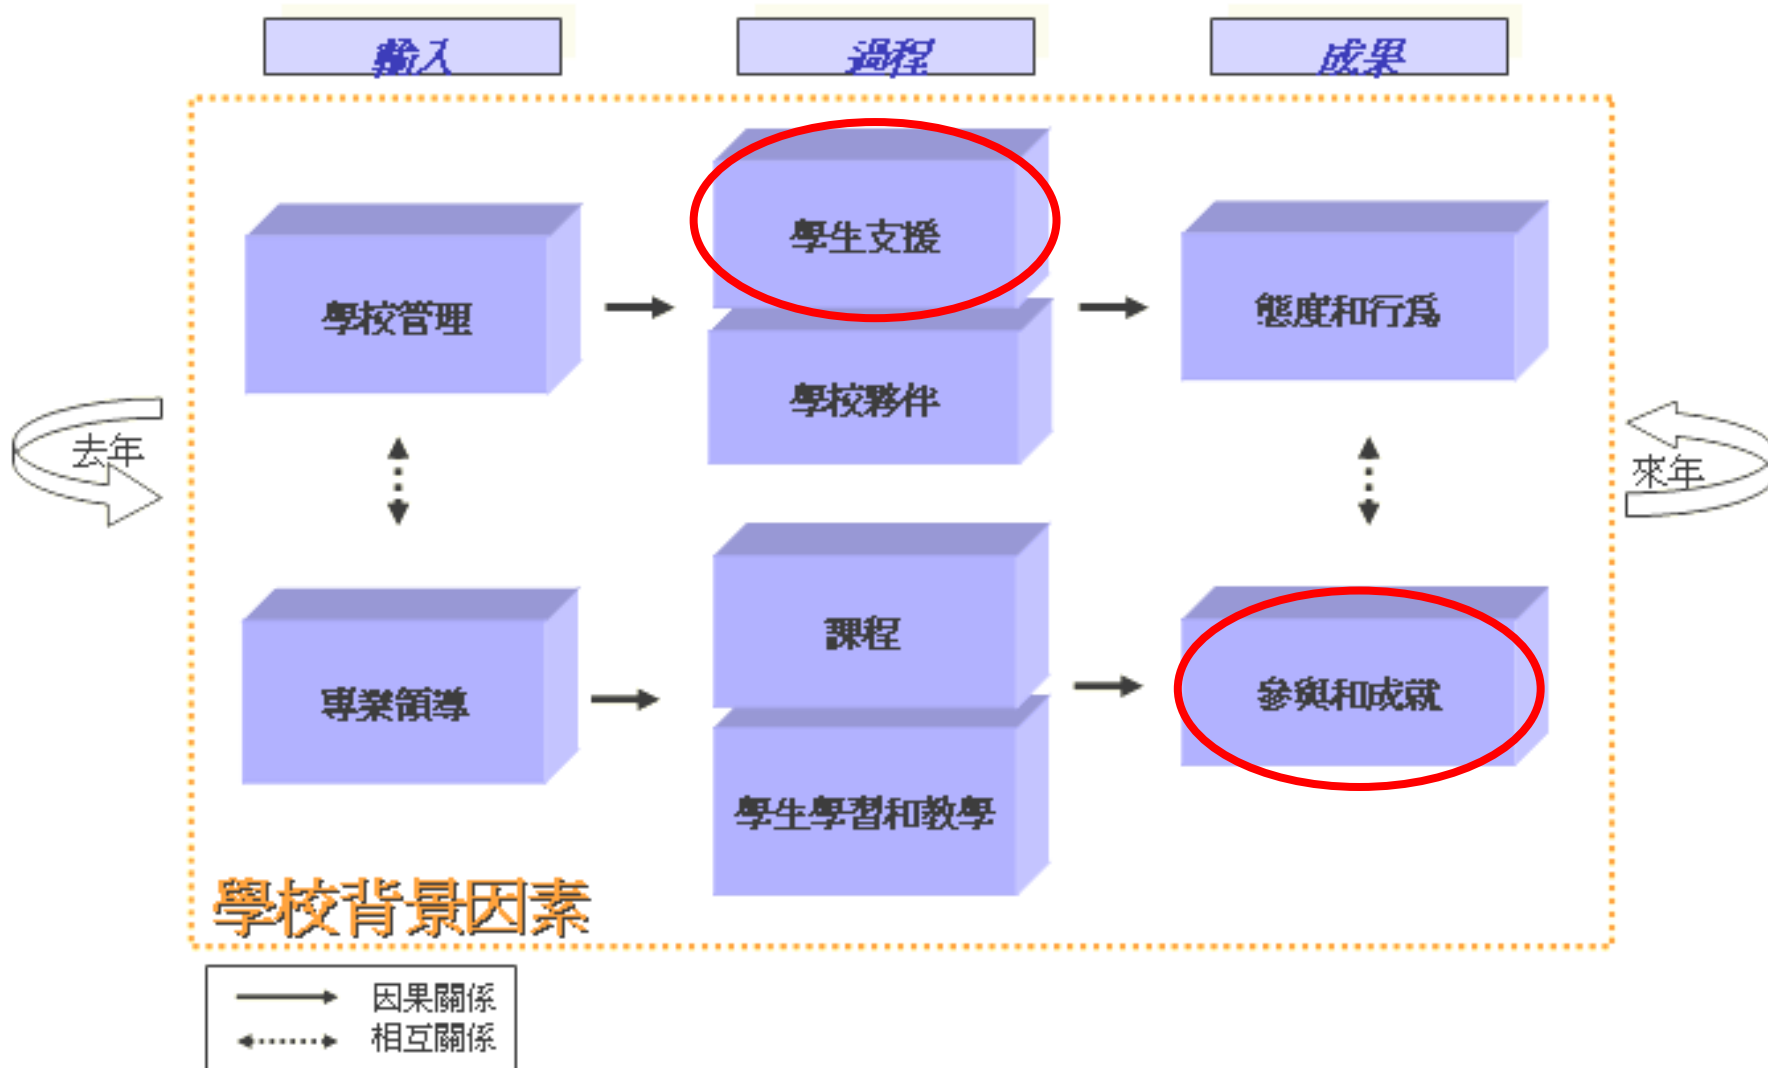 輸入
過程
成果
學生支援
學校管理
態度和行為
學校夥伴
去年
來年
課程
專業領導
參與和成就
學生學習和教學
學校背景因素
因果關係
相互關係